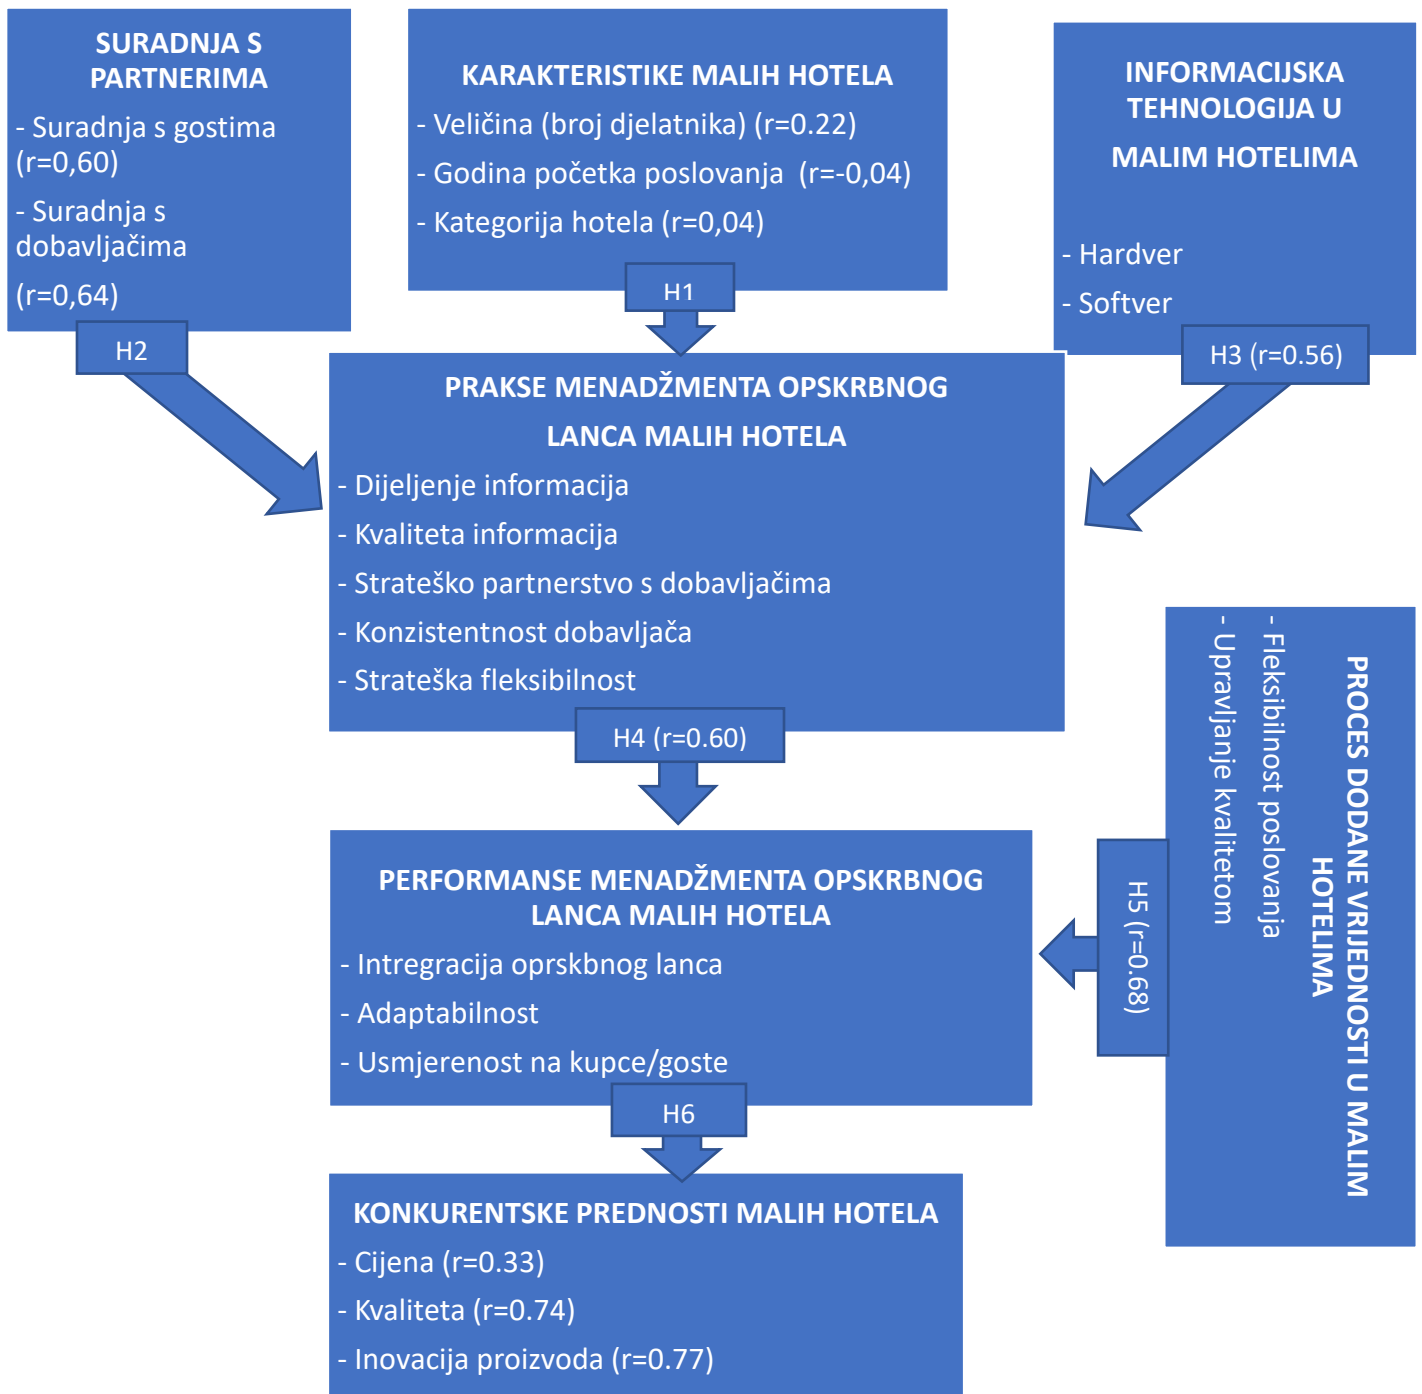 SURADNJA S
PARTNERIMA
- Suradnja s gostima
(r=0,60)
- Suradnja s
dobavljačima
(r=0,64)
H2
KARAKTERISTIKE MALIH HOTELA
- Veličina (broj djelatnika) (r=0.22)
- Godina početka poslovanja (r=-0,04)
- Kategorija hotela (r=0,04)
H1
INFORMACIJSKA
TEHNOLOGIJA U
MALIM HOTELIMA
- Hardver
- Softver
H3 (r=0.56)
PRAKSE MENADŽMENTA OPSKRBNOG
LANCA MALIH HOTELA
- Dijeljenje informacija
- Kvaliteta informacija
- Strateško partnerstvo s dobavljačima
- Konzistentnost dobavljača
- Strateška fleksibilnost
H4 (r=0.60)
PROCES DODANE VRIJEDNOSTI U MALIM
HOTELIMA
- Fleksibilnost poslovanja
- Upravljanje kvalitetom
H5 (r=0.68)
PERFORMANSE MENADŽMENTA OPSKRBNOG
LANCA MALIH HOTELA
- Intregracija oprskbnog lanca
- Adaptabilnost
- Usmjerenost na kupce/goste
H6
KONKURENTSKE PREDNOSTI MALIH HOTELA
- Cijena (r=0.33)
- Kvaliteta (r=0.74)
- Inovacija proizvoda (r=0.77)